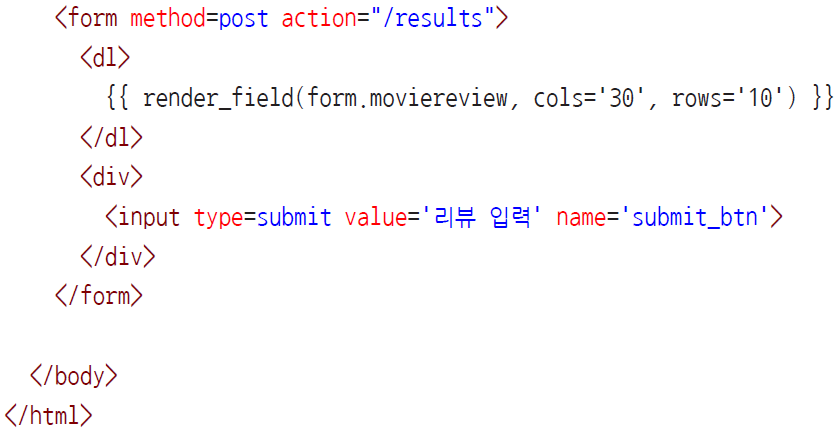 <form method=post action="/results">
<dl>
{{ render_field(form.moviereview, cols='30', rows='10') }}
</dl>
<div>
<input type=submit value='리뷰 입력' name='submit_btn'>
</div>
</form>
</body>
</html>